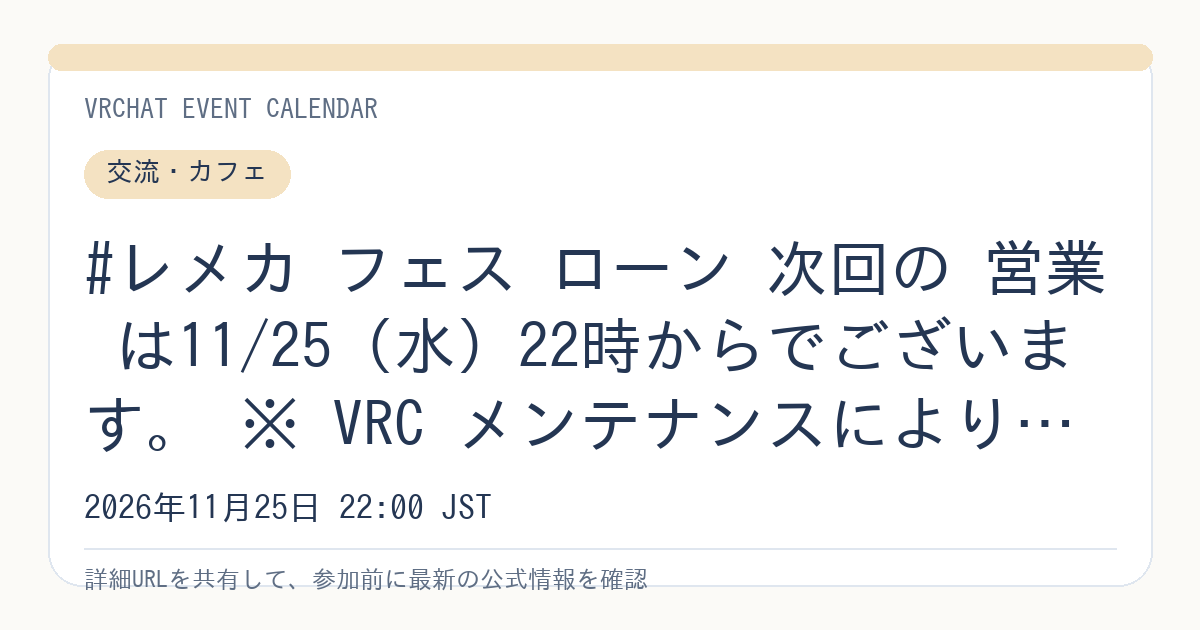 VRCHAT EVENT CALENDAR
交流・カフェ
#レメカ フェス ローン 次回の 営業
は11/25（水）22時からでございま
す。 ※ VRC メンテナンスにより…
2026年11月25日 22:00 JST
詳細URLを共有して、参加前に最新の公式情報を確認